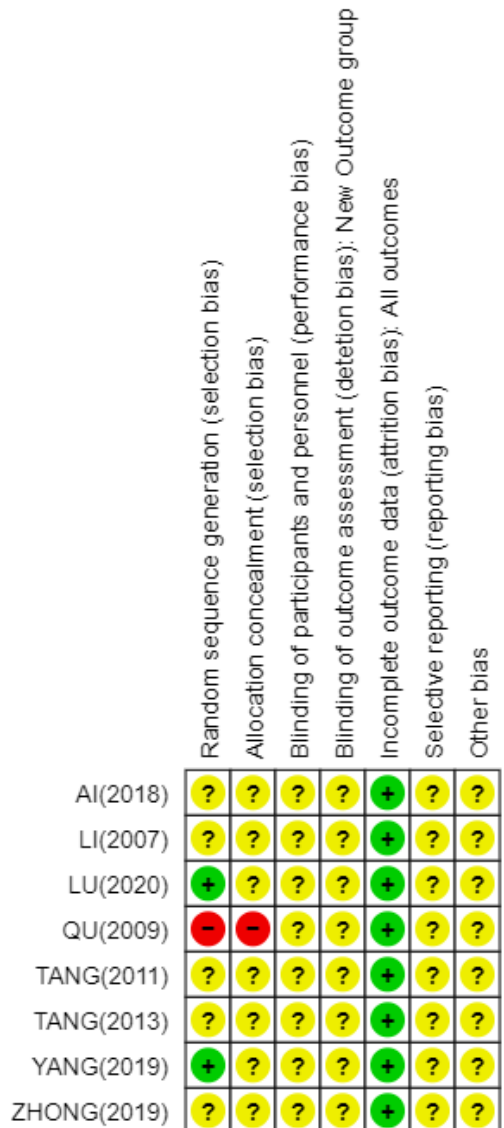 Random sequence generation (selection bias)
Allocation concealment (selection bias)
Blinding of participants and personnel (performance bias)
Blinding of outcome assessment (detetion bias): New Outcome group
Incomplete outcome data (attrition bias): All outcomes
Selective reporting (reporting bias)
Other bias
AI(2018) ? ? ? ? + ? ?
LI(2007) ? ? ? ? + ? ?
LU(2020) + ? ? ? + ? ?
QU(2009) - - ? ? + ? ?
TANG(2011) ? ? ? ? + ? ?
TANG(2013) ? ? ? ? + ? ?
YANG(2019) + ? ? ? + ? ?
ZHONG(2019) ? ? ? ? + ? ?